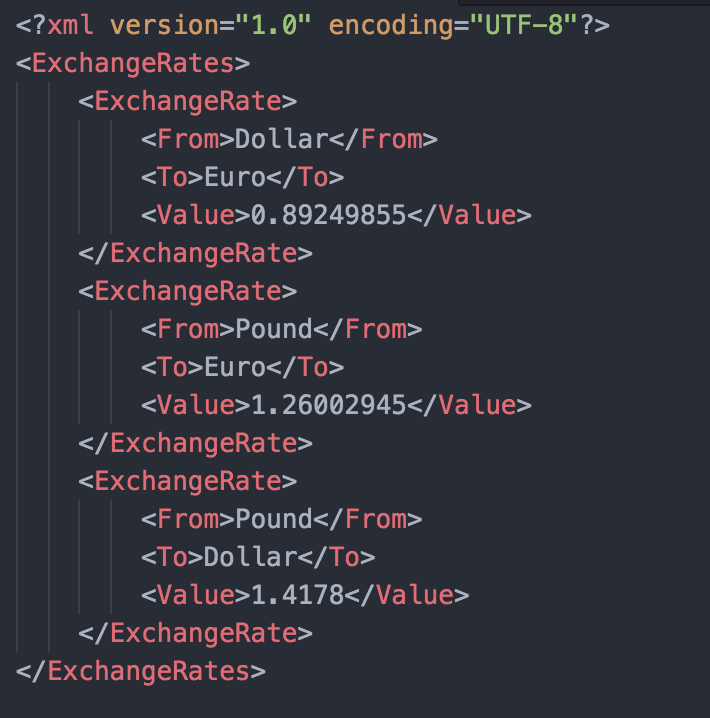 <?xml version="1.0" encoding="UTF-8"?>
<ExchangeRates>
    <ExchangeRate>
        <From>Dollar</From>
        <To>Euro</To>
        <Value>0.89249855</Value>
    </ExchangeRate>
    <ExchangeRate>
        <From>Pound</From>
        <To>Euro</To>
        <Value>1.26002945</Value>
    </ExchangeRate>
    <ExchangeRate>
        <From>Pound</From>
        <To>Dollar</To>
        <Value>1.4178</Value>
    </ExchangeRate>
</ExchangeRates>